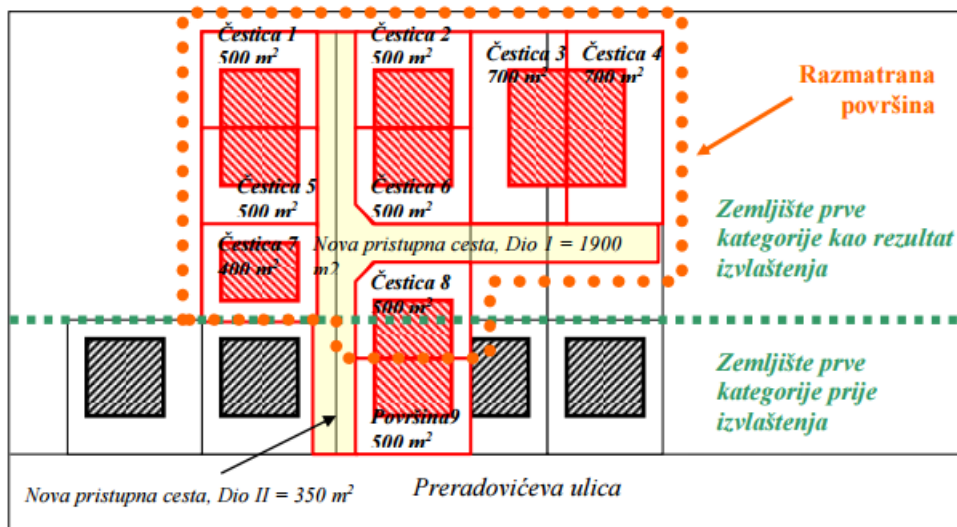 Čestica 1
500 m²
Čestica 2
500 m²
Čestica 3
700 m²
Čestica 4
700 m²
Razmatrana
površina
Čestica 5
500 m²
Čestica 6
500 m²
Zemljište prve
kategorije kao rezultat
izvlaštenja
Čestica 7
400 m²
Nova pristupna cesta, Dio I = 1900
m2
Čestica 8
500 m²
Zemljište prve
kategorije prije
izvlaštenja
Površina9
500 m²
Nova pristupna cesta, Dio II = 350 m²
Preradovićeva ulica